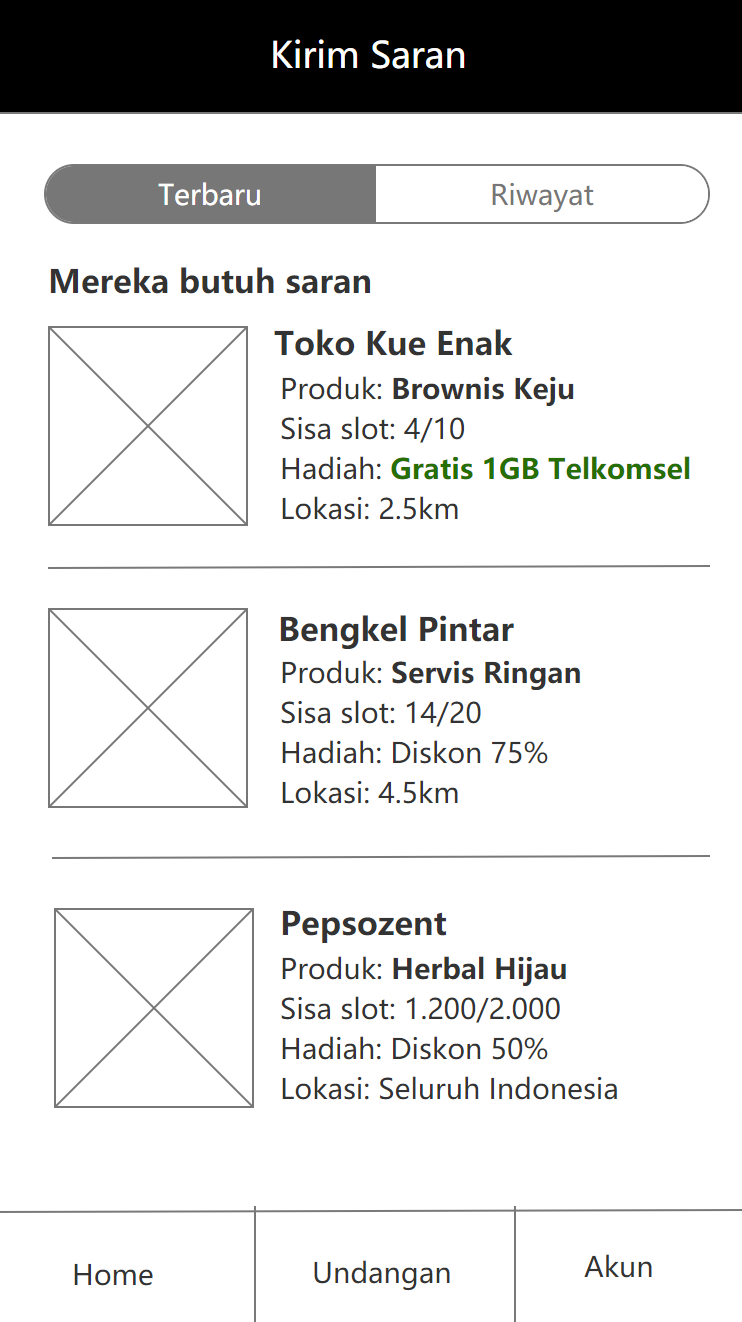 Kirim Saran
Terbaru
Riwayat
Mereka butuh saran
Toko Kue Enak
Produk: Brownis Keju
Sisa slot: 4/10
Hadiah: Gratis 1GB Telkomsel
Lokasi: 2.5km
Bengkel Pintar
Produk: Servis Ringan
Sisa slot: 14/20
Hadiah: Diskon 75%
Lokasi: 4.5km
Pepsozent
Produk: Herbal Hijau
Sisa slot: 1.200/2.000
Hadiah: Diskon 50%
Lokasi: Seluruh Indonesia
Home
Undangan
Akun